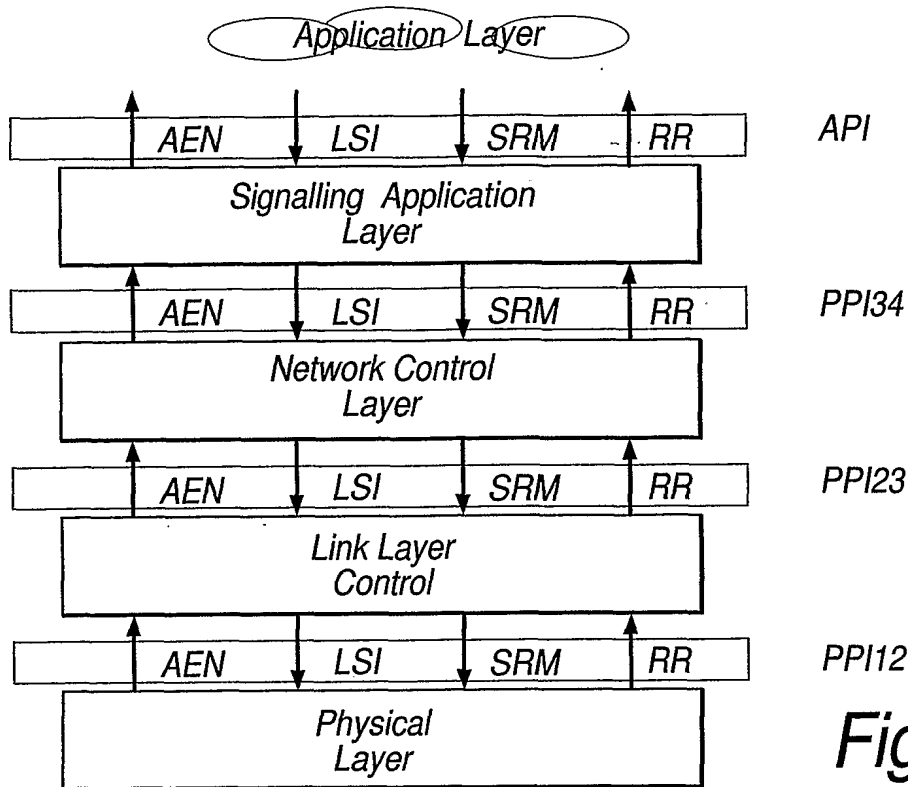 Application Layer
AEN LSI SRM RR API
Signalling Application
Layer
AEN LSI SRM RR PPI34
Network Control
Layer
AEN LSI SRM RR PPI23
Link Layer
Control
AEN LSI SRM RR PPI12
Physical
Layer
Fig